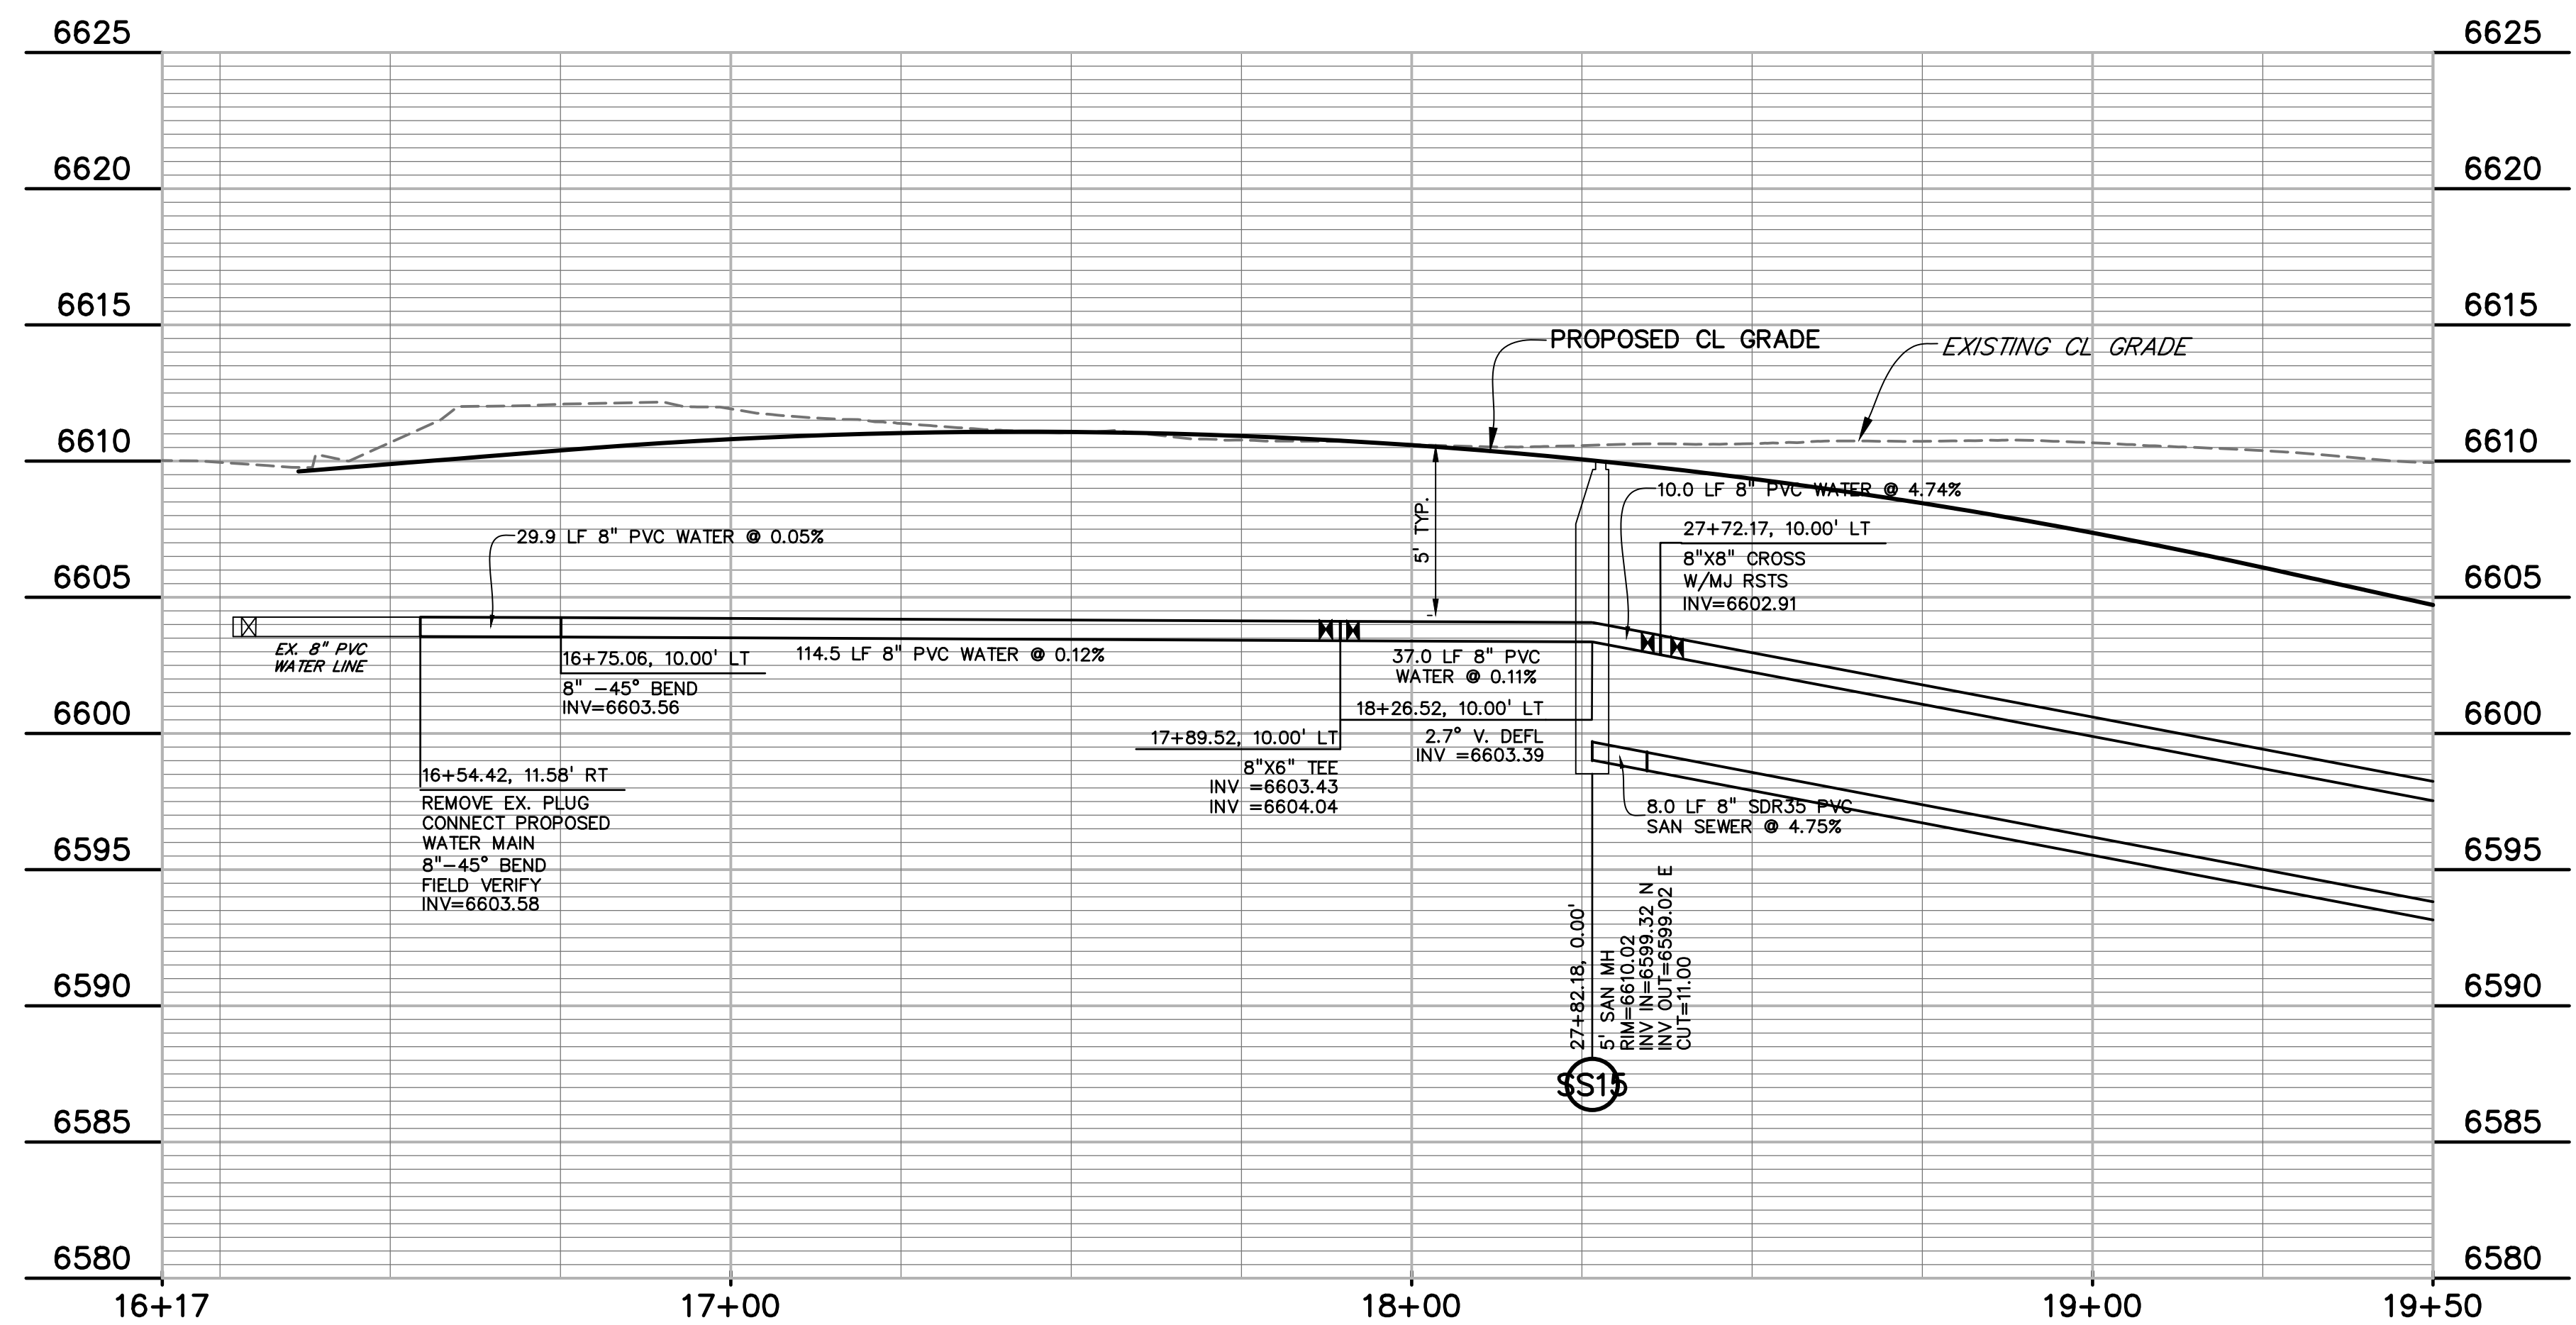 6625
6625
6620
6620
6615
6615
PROPOSED CL GRADE
EXISTING CL GRADE
6610
6610
10.0 LF 8" PVC WATER @ 4.74%
5' TYP.
27+72.17, 10.00' LT
8"X8" CROSS
W/MJ RSTS
INV=6602.91
29.9 LF 8" PVC WATER @ 0.05%
6605
6605
EX. 8" PVC
WATER LINE
16+75.06, 10.00' LT
8" -45° BEND
INV=6603.56
114.5 LF 8" PVC WATER @ 0.12%
37.0 LF 8" PVC
WATER @ 0.11%
18+26.52, 10.00' LT
2.7° V. DEFL
INV =6603.39
6600
6600
17+89.52, 10.00' LT
8"X6" TEE
INV =6603.43
INV =6604.04
16+54.42, 11.58' RT
REMOVE EX. PLUG
CONNECT PROPOSED
WATER MAIN
8"-45° BEND
FIELD VERIFY
INV=6603.58
8.0 LF 8" SDR35 PVC
SAN SEWER @ 4.75%
6595
6595
27+82.18, 0.00'
5' SAN MH
RIM=6610.02
INV IN=6599.32 N
INV OUT=6599.02 E
CUT=11.00
6590
6590
SS15
6585
6585
6580
6580
16+17
17+00
18+00
19+00
19+50